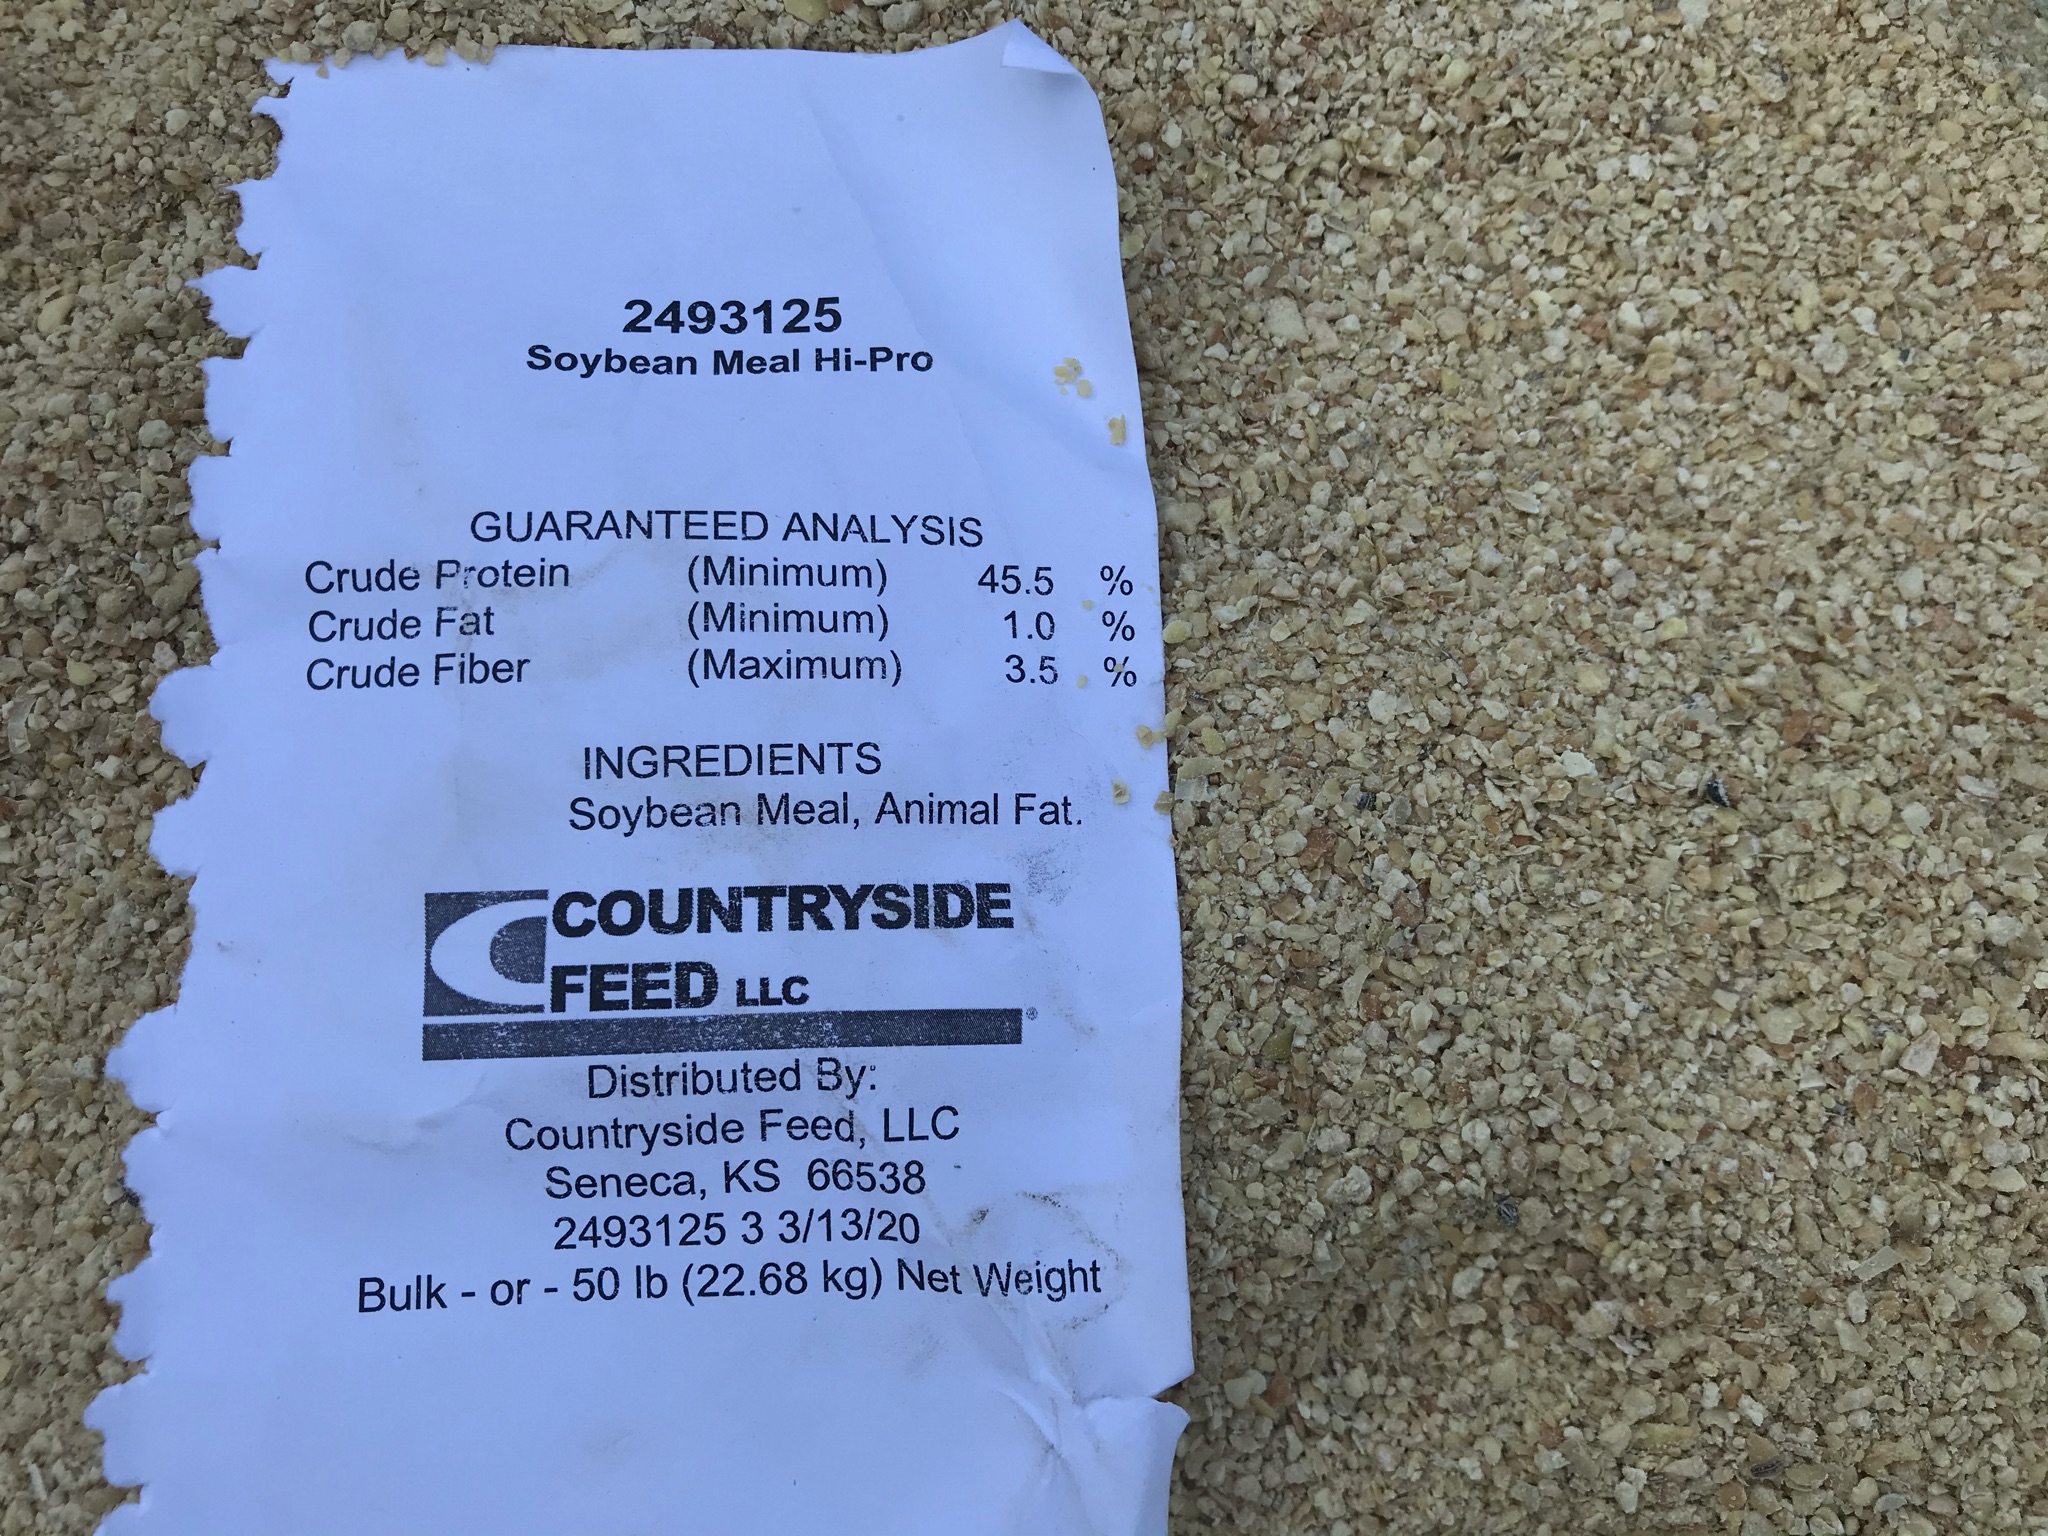 2493125
Soybean Meal Hi-Pro
GUARANTEED ANALYSIS
Crude Protein (Minimum) 45.5 %
Crude Fat (Minimum) 1.0 %
Crude Fiber (Maximum) 3.5 %
INGREDIENTS
Soybean Meal, Animal Fat.
COUNTRYSIDE
FEED LLC
®
Distributed By:
Countryside Feed, LLC
Seneca, KS 66538
2493125 3 3/13/20
Bulk - or - 50 lb (22.68 kg) Net Weight